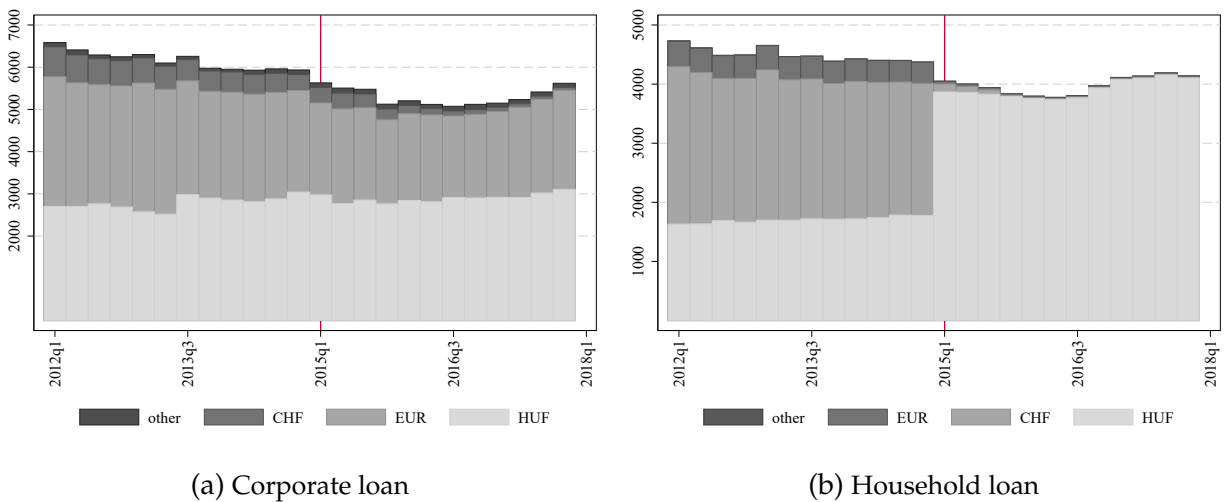 7000
6000
5000
4000
3000
2000
2012q1
2013q3
2015q1
2016q3
2018q1
other CHF EUR HUF
(a) Corporate loan
5000
4000
3000
2000
1000
2012q1
2013q3
2015q1
2016q3
2018q1
other EUR CHF HUF
(b) Household loan